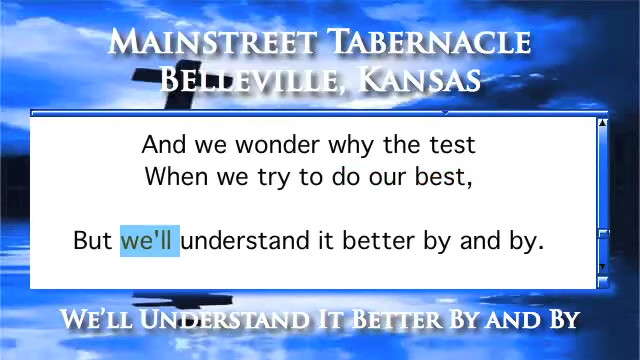 Mainstreet Tabernacle
Belleville, Kansas
And we wonder why the test
When we try to do our best,
But we'll understand it better by and by.
We'll Understand It Better By and By